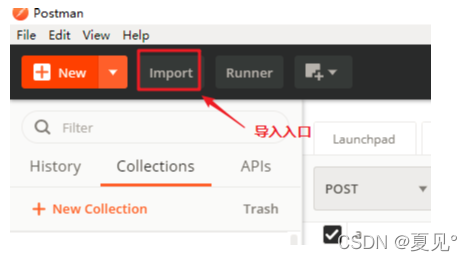 Postman
File Edit View Help
New Import Runner
导入入口
Filter
Launchpad
History Collections APIs
POST
New Collection Trash
a
CSDN @夏见°